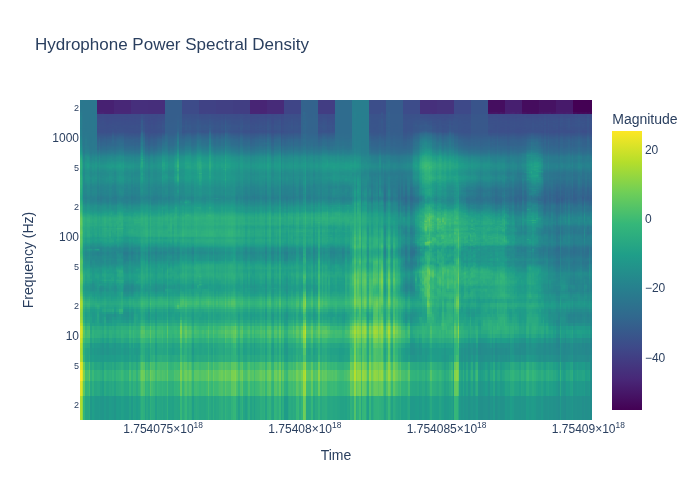 Hydrophone Power Spectral Density
Magnitude
2
1000
5
2
100
5
2
10
5
2
20
0
−20
−40
Frequency (Hz)
1.754075×10¹⁸ 1.75408×10¹⁸ 1.754085×10¹⁸ 1.75409×10¹⁸
Time